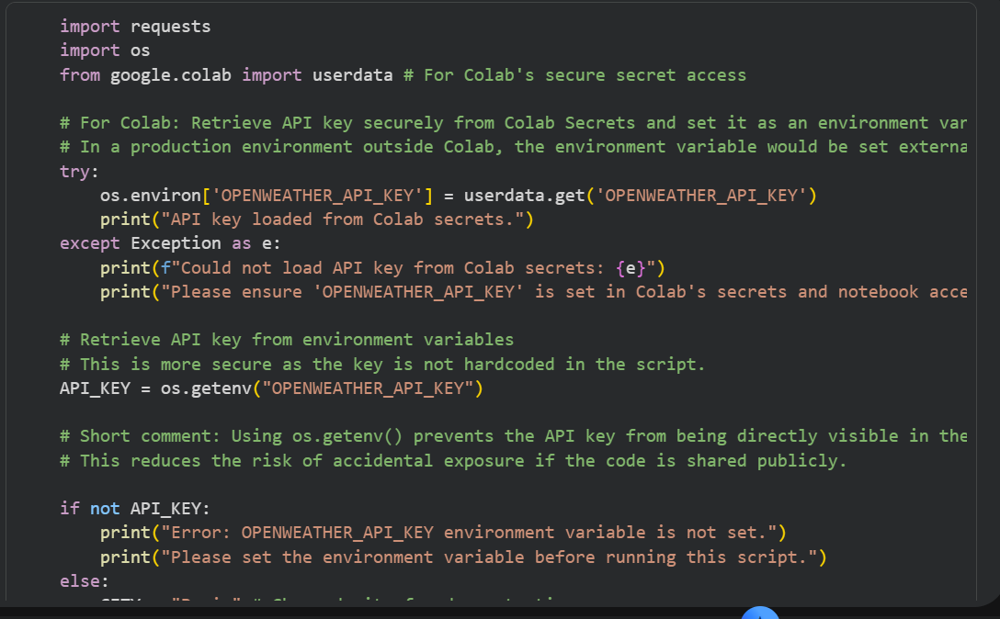 import requests
import os
from google.colab import userdata # For Colab's secure secret access
# For Colab: Retrieve API key securely from Colab Secrets and set it as an environment var
# In a production environment outside Colab, the environment variable would be set externa
try:
    os.environ['OPENWEATHER_API_KEY'] = userdata.get('OPENWEATHER_API_KEY')
    print("API key loaded from Colab secrets.")
except Exception as e:
    print(f"Could not load API key from Colab secrets: {e}")
    print("Please ensure 'OPENWEATHER_API_KEY' is set in Colab's secrets and notebook acce
# Retrieve API key from environment variables
# This is more secure as the key is not hardcoded in the script.
API_KEY = os.getenv("OPENWEATHER_API_KEY")
# Short comment: Using os.getenv() prevents the API key from being directly visible in the
# This reduces the risk of accidental exposure if the code is shared publicly.
if not API_KEY:
    print("Error: OPENWEATHER_API_KEY environment variable is not set.")
    print("Please set the environment variable before running this script.")
else: